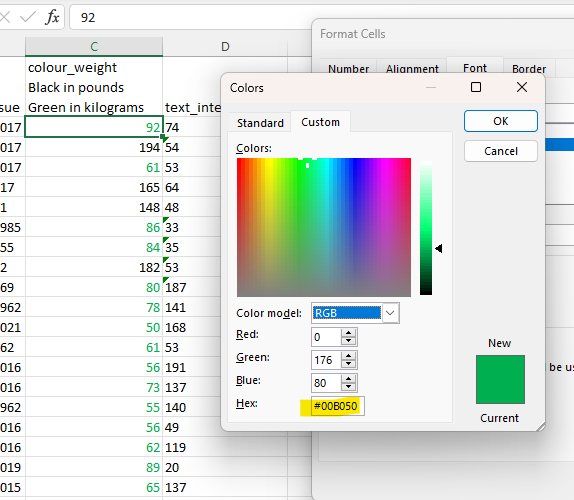 fx 92
C D
colour_weight
Black in pounds
sue Green in kilograms text_inte
017 92 74
017 194 54
017 61 53
17 165 64
1 148 48
985 86 33
55 84 35
2 182 53
69 80 187
962 78 141
021 50 168
62 61 53
016 56 191
016 73 137
962 55 140
016 56 49
016 62 119
019 89 20
015 65 137
Format Cells
Number Alignment Font Border
Colors
Standard Custom
OK
Cancel
Colors:
Color model: RGB
Red: 0
Green: 176
Blue: 80
Hex: #00B050
New
Current
l be us